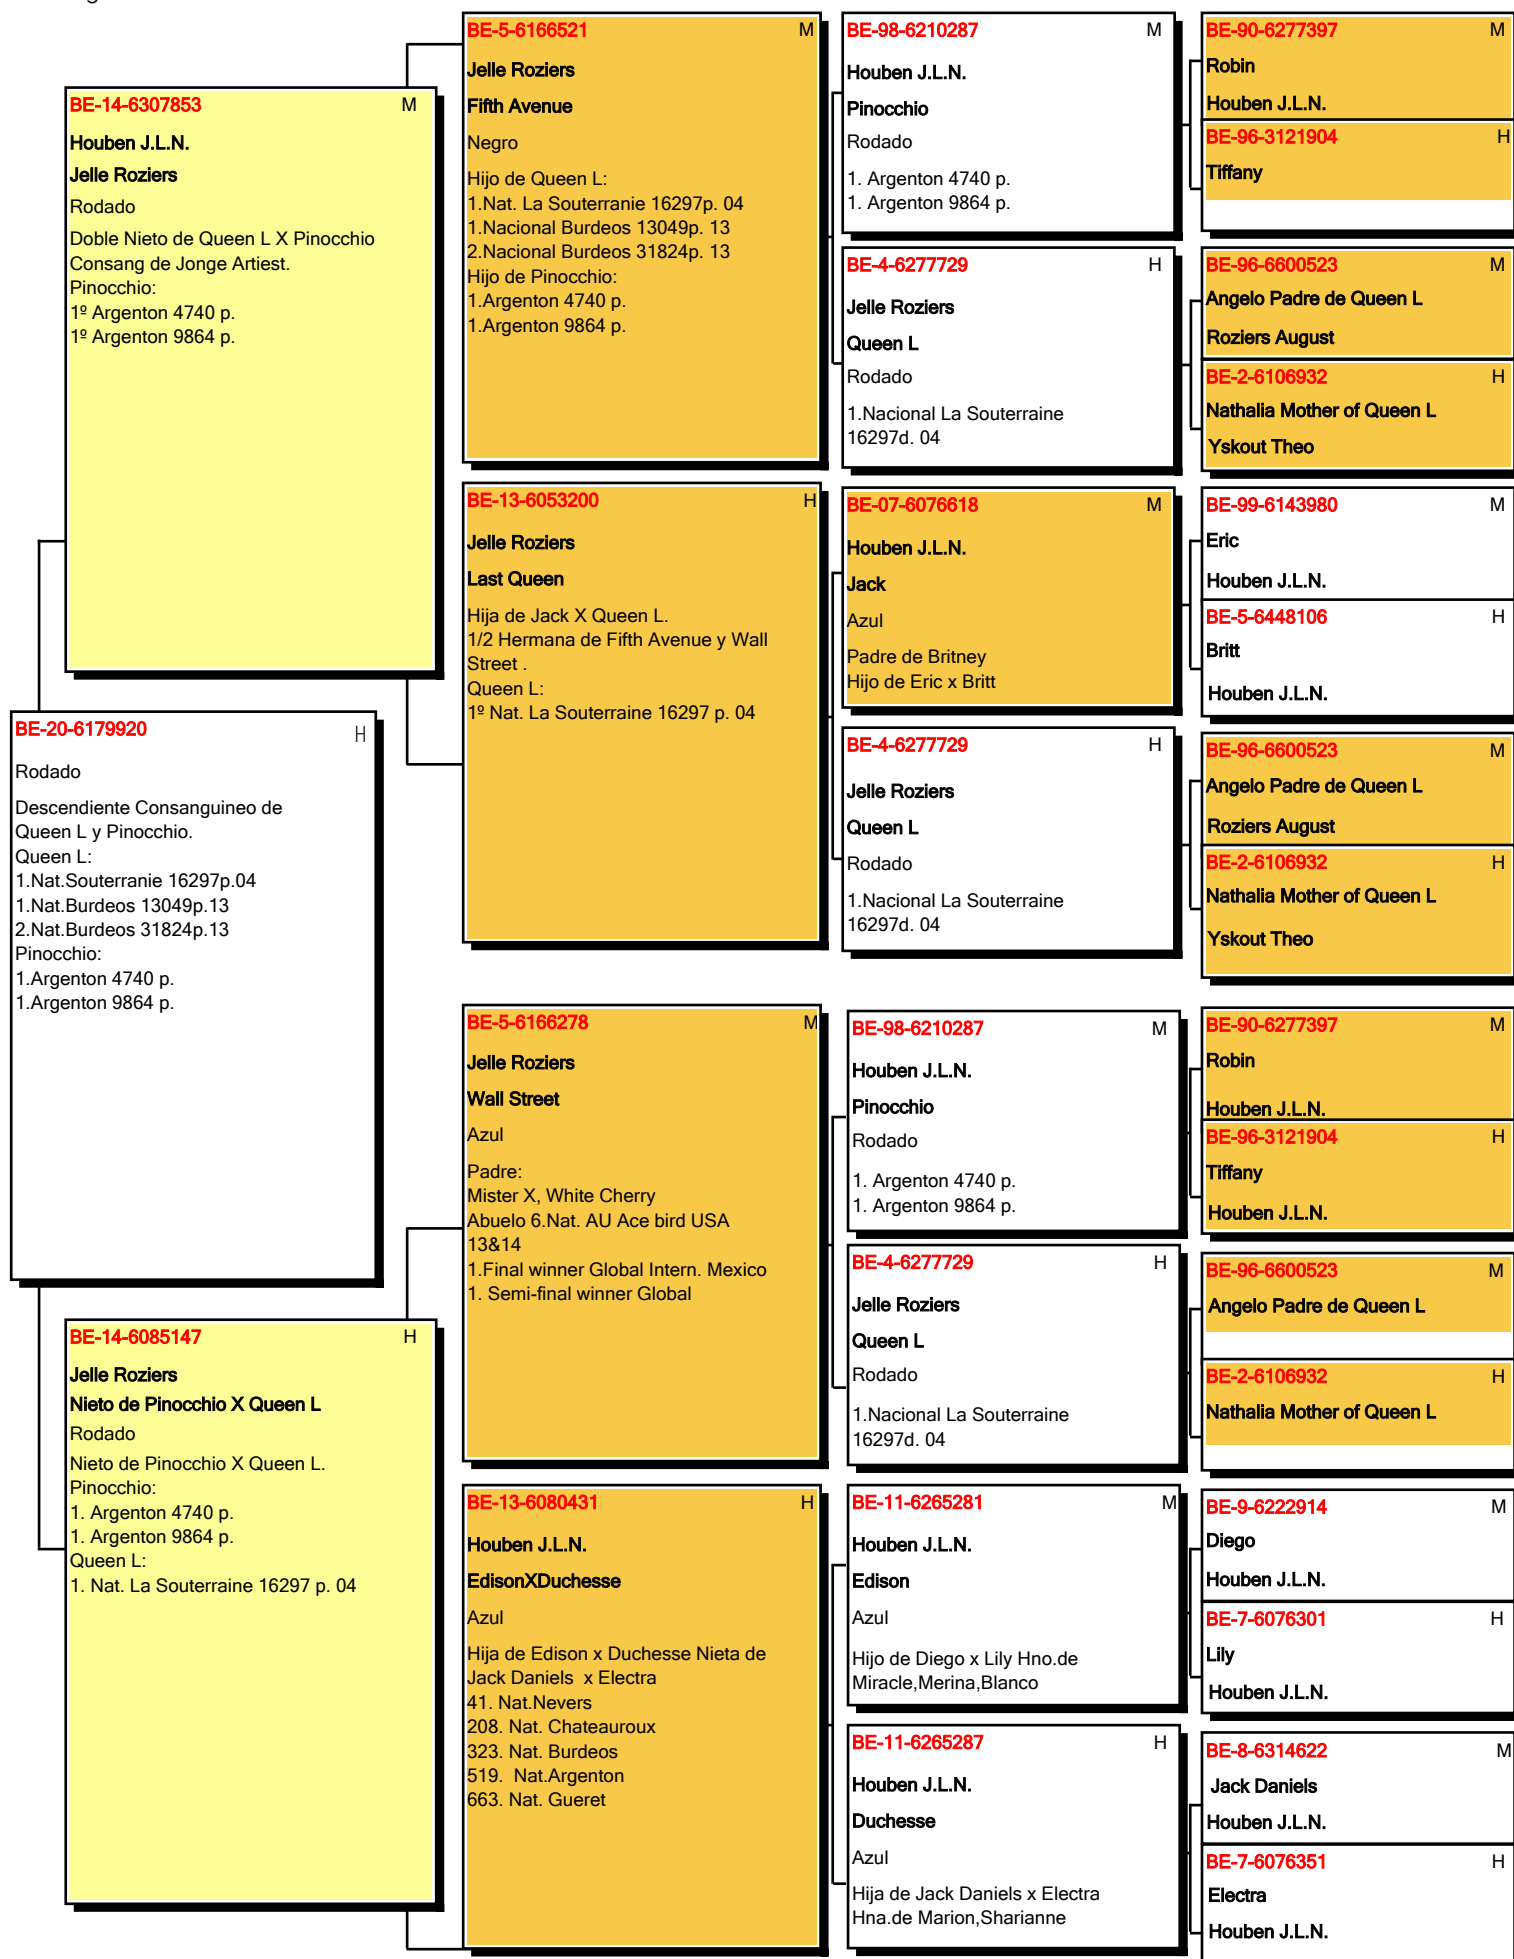 BE-20-6179920 H
Rodado
Descendiente Consanguineo de
Queen L y Pinocchio.
Queen L:
1.Nat.Souterranie 16297p.04
1.Nat.Burdeos 13049p.13
2.Nat.Burdeos 31824p.13
Pinocchio:
1.Argenton 4740 p.
1.Argenton 9864 p.
BE-14-6307853 M
Houben J.L.N.
Jelle Roziers
Rodado
Doble Nieto de Queen L X Pinocchio
Consang de Jonge Artiest.
Pinocchio:
1º Argenton 4740 p.
1º Argenton 9864 p.
BE-14-6085147 H
Jelle Roziers
Nieto de Pinocchio X Queen L
Rodado
Nieto de Pinocchio X Queen L.
Pinocchio:
1. Argenton 4740 p.
1. Argenton 9864 p.
Queen L:
1. Nat. La Souterraine 16297 p. 04
BE-5-6166521 M
Jelle Roziers
Fifth Avenue
Negro
Hijo de Queen L:
1.Nat. La Souterranie 16297p. 04
1.Nacional Burdeos 13049p. 13
2.Nacional Burdeos 31824p. 13
Hijo de Pinocchio:
1.Argenton 4740 p.
1.Argenton 9864 p.
BE-13-6053200 H
Jelle Roziers
Last Queen
Hija de Jack X Queen L.
1/2 Hermana de Fifth Avenue y Wall
Street .
Queen L:
1º Nat. La Souterraine 16297 p. 04
BE-5-6166278 M
Jelle Roziers
Wall Street
Azul
Padre:
Mister X, White Cherry
Abuelo 6.Nat. AU Ace bird USA
13&14
1.Final winner Global Intern. Mexico
1. Semi-final winner Global
BE-13-6080431 H
Houben J.L.N.
EdisonXDuchesse
Azul
Hija de Edison x Duchesse Nieta de
Jack Daniels  x Electra
41. Nat.Nevers
208. Nat. Chateauroux
323. Nat. Burdeos
519.  Nat.Argenton
663. Nat. Gueret
BE-98-6210287 M
Houben J.L.N.
Pinocchio
Rodado
1. Argenton 4740 p.
1. Argenton 9864 p.
BE-4-6277729 H
Jelle Roziers
Queen L
Rodado
1.Nacional La Souterraine
16297d. 04
BE-07-6076618 M
Houben J.L.N.
Jack
Azul
Padre de Britney
Hijo de Eric x Britt
BE-4-6277729 H
Jelle Roziers
Queen L
Rodado
1.Nacional La Souterraine
16297d. 04
BE-98-6210287 M
Houben J.L.N.
Pinocchio
Rodado
1. Argenton 4740 p.
1. Argenton 9864 p.
BE-4-6277729 H
Jelle Roziers
Queen L
Rodado
1.Nacional La Souterraine
16297d. 04
BE-11-6265281 M
Houben J.L.N.
Edison
Azul
Hijo de Diego x Lily Hno.de
Miracle,Merina,Blanco
BE-11-6265287 H
Houben J.L.N.
Duchesse
Azul
Hija de Jack Daniels x Electra
Hna.de Marion,Sharianne
BE-90-6277397 M
Robin
Houben J.L.N.
BE-96-3121904 H
Tiffany
BE-96-6600523 M
Angelo Padre de Queen L
Roziers August
BE-2-6106932 H
Nathalia Mother of Queen L
Yskout Theo
BE-99-6143980 M
Eric
Houben J.L.N.
BE-5-6448106 H
Britt
Houben J.L.N.
BE-96-6600523 M
Angelo Padre de Queen L
Roziers August
BE-2-6106932 H
Nathalia Mother of Queen L
Yskout Theo
BE-90-6277397 M
Robin
Houben J.L.N.
BE-96-3121904 H
Tiffany
Houben J.L.N.
BE-96-6600523 M
Angelo Padre de Queen L
BE-2-6106932 H
Nathalia Mother of Queen L
BE-9-6222914 M
Diego
Houben J.L.N.
BE-7-6076301 H
Lily
Houben J.L.N.
BE-8-6314622 M
Jack Daniels
Houben J.L.N.
BE-7-6076351 H
Electra
Houben J.L.N.